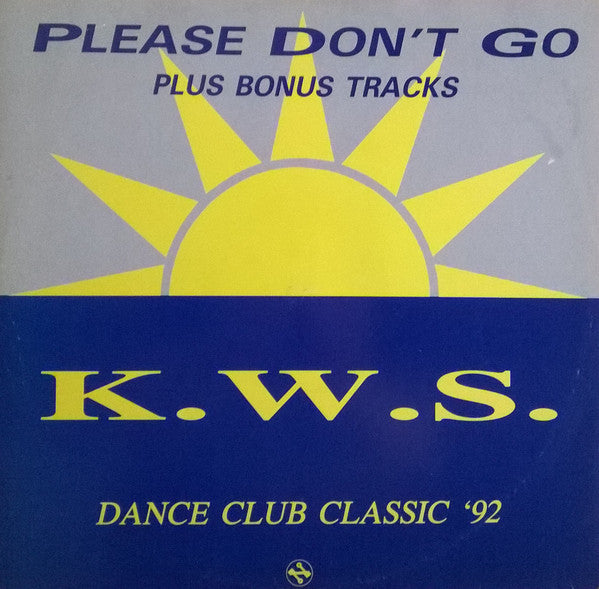 PLEASE DON'T GO
PLUS BONUS TRACKS
K.W.S.
DANCE CLUB CLASSIC '92